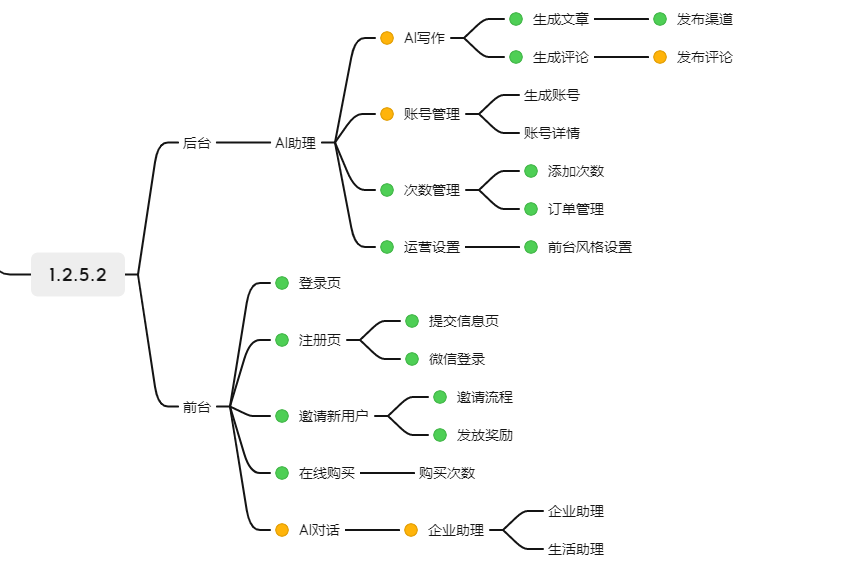 AI写作
生成文章
发布渠道
生成评论
发布评论
后台
AI助理
账号管理
生成账号
账号详情
次数管理
添加次数
订单管理
运营设置
前台风格设置
1.2.5.2
前台
登录页
注册页
提交信息页
微信登录
邀请新用户
邀请流程
发放奖励
在线购买
购买次数
AI对话
企业助理
企业助理
生活助理